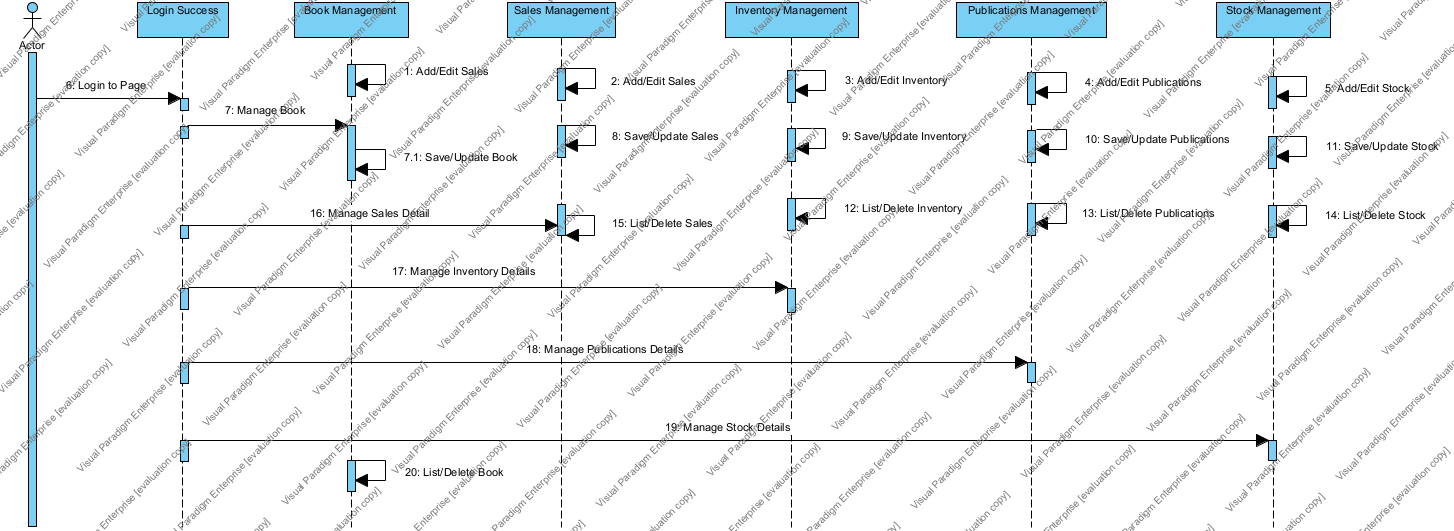 Login Success
Book Management
Sales Management
Inventory Management
Publications Management
Stock Management
Actor
1: Add/Edit Sales
2: Add/Edit Sales
3: Add/Edit Inventory
4: Add/Edit Publications
5: Add/Edit Stock
6: Login to Page
7: Manage Book
8: Save/Update Sales
9: Save/Update Inventory
10: Save/Update Publications
11: Save/Update Stock
7.1: Save/Update Book
12: List/Delete Inventory
13: List/Delete Publications
14: List/Delete Stock
16: Manage Sales Detail
15: List/Delete Sales
17: Manage Inventory Details
18: Manage Publications Details
19: Manage Stock Details
20: List/Delete Book
Visual Paradigm Enterprise [evaluation copy]